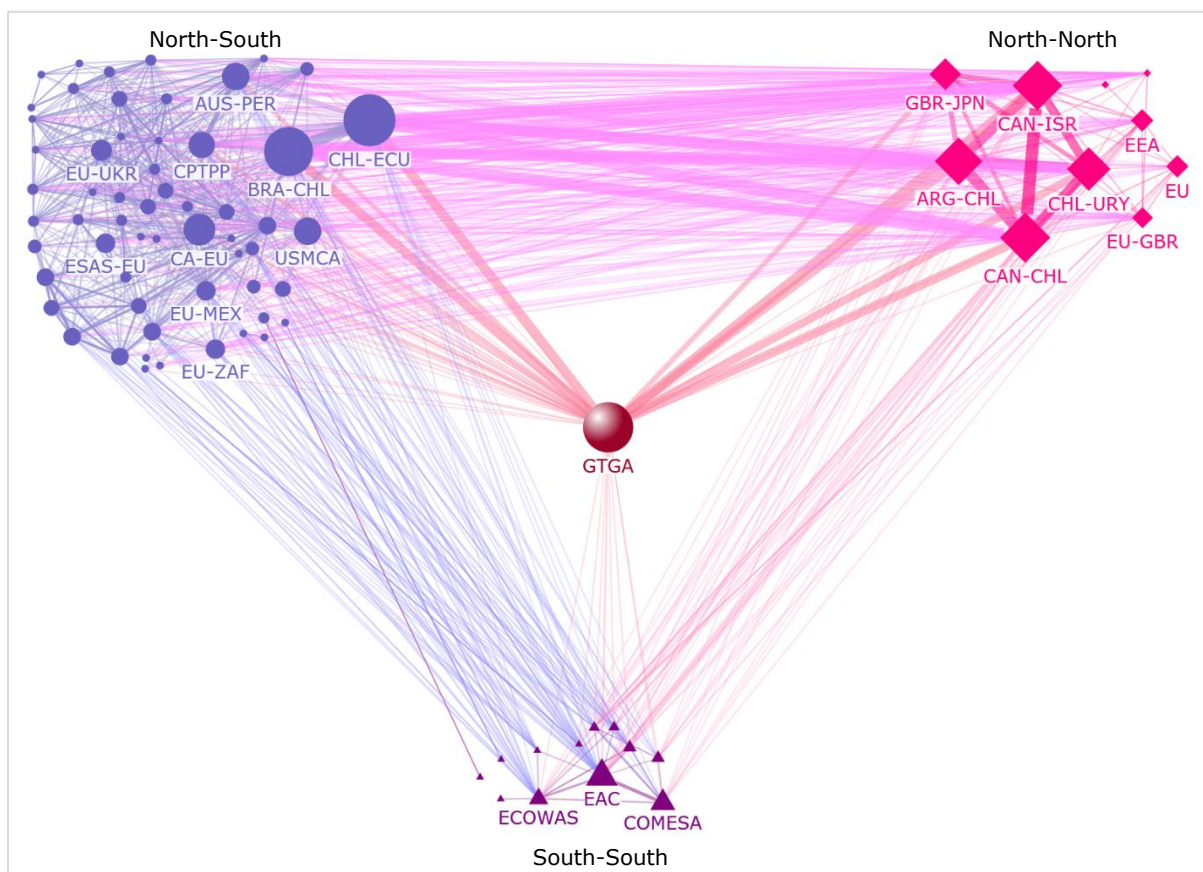 North-South
North-North
AUS-PER
GBR-JPN
CAN-ISR
CHL-ECU
EEA
EU-UKR
CPTPP
BRA-CHL
ARG-CHL
CHL-URY
EU
CA-EU
USMCA
EU-GBR
ESAS-EU
CAN-CHL
EU-MEX
EU-ZAF
GTGA
EAC
ECOWAS
COMESA
South-South